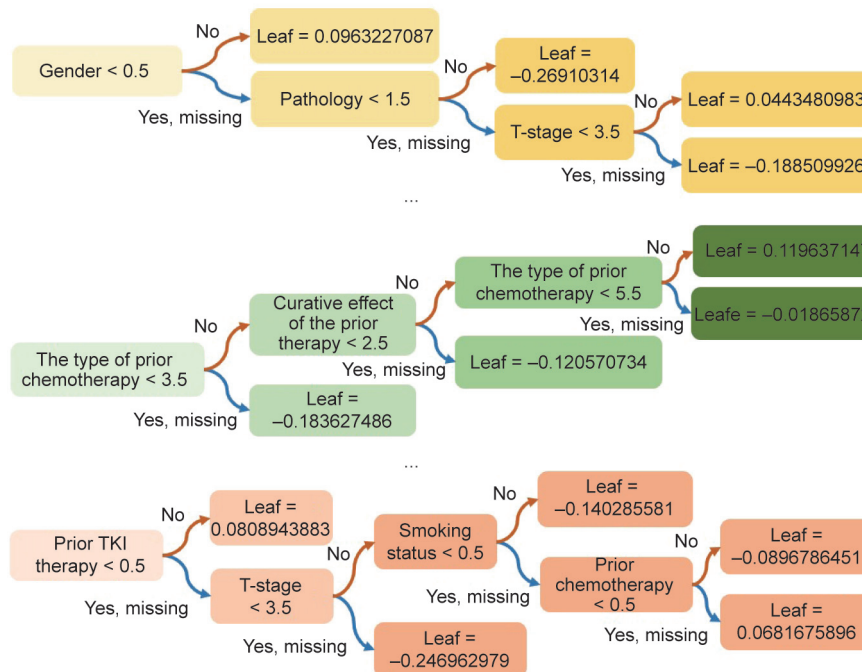 No
Leaf = 0.0963227087
Gender < 0.5
Yes, missing
Pathology < 1.5
No
Leaf =
–0.26910314
Yes, missing
T-stage < 3.5
No
Leaf = 0.0443480983
Yes, missing
Leaf = –0.188509926
...
The type of prior
chemotherapy < 3.5
No
Curative effect
of the prior
therapy < 2.5
Yes, missing
Leaf =
–0.183627486
No
The type of prior
chemotherapy < 5.5
Yes, missing
Leaf = –0.120570734
No
Leaf = 0.11963714
Yes, missing
Leafe = –0.0186587
...
Prior TKI
therapy < 0.5
No
Leaf =
0.0808943883
Yes, missing
T-stage
< 3.5
No
Smoking
status < 0.5
Yes, missing
Leaf =
–0.246962979
No
Leaf =
–0.140285581
Yes, missing
Prior
chemotherapy
< 0.5
No
Leaf =
–0.0896786451
Yes, missing
Leaf =
0.0681675896